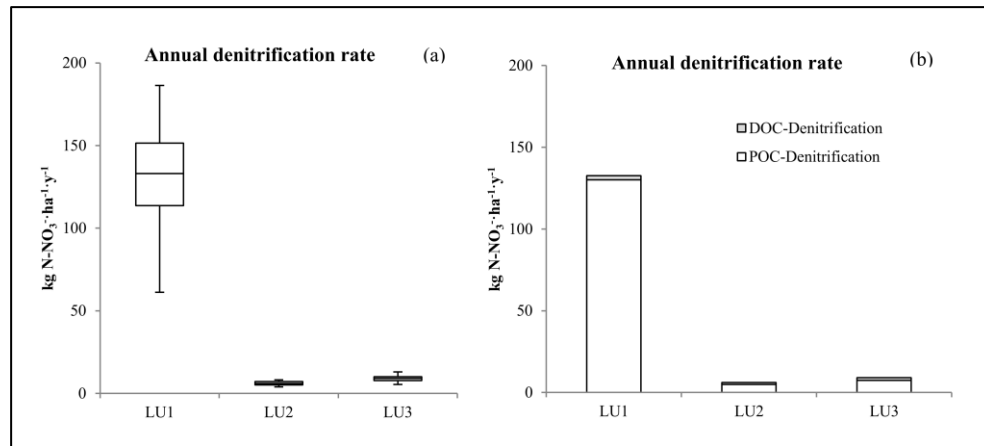 Annual denitrification rate (a)
kg N-NO₃⁻·ha⁻¹·y⁻¹
200
150
100
50
0
LU1 LU2 LU3
Annual denitrification rate (b)
kg N-NO₃⁻·ha⁻¹·y⁻¹
200
150
100
50
0
DOC-Denitrification
POC-Denitrification
LU1 LU2 LU3